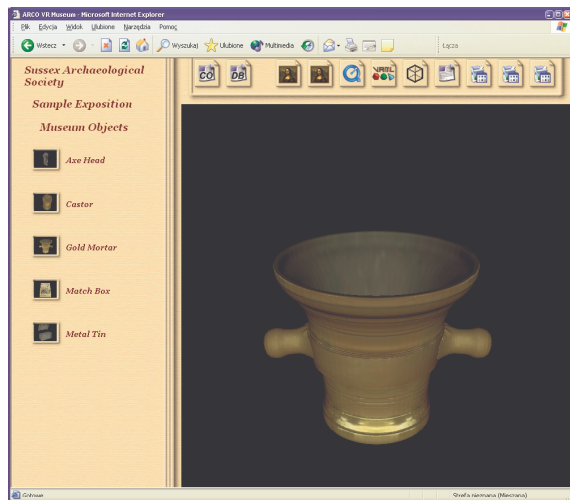 ARCO VR Museum - Microsoft Internet Explorer
Plik Edycja Widok Ulubione Narzędzia Pomoc
Wstecz Wyszukaj Ulubione Multimedia Łącza
Sussex Archaeological
Society
CO DB VRML
Sample Exposition
Museum Objects
Axe Head
Castor
Gold Mortar
Match Box
Metal Tin
Gotowe Strefa nieznana (Mieszana)